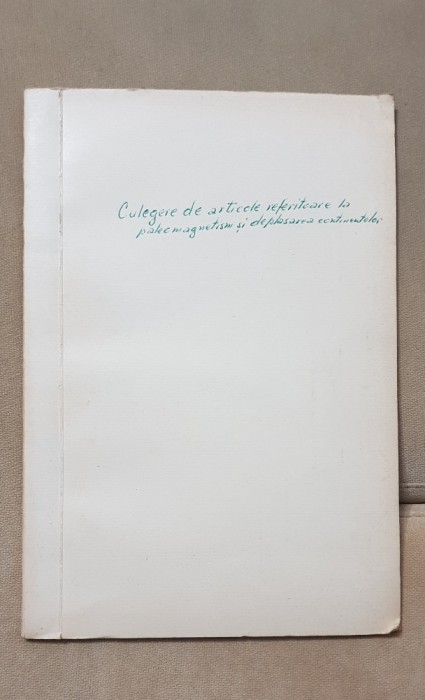 Culegere de articole referitoare la
paleomagnetism și deplasarea continentelor